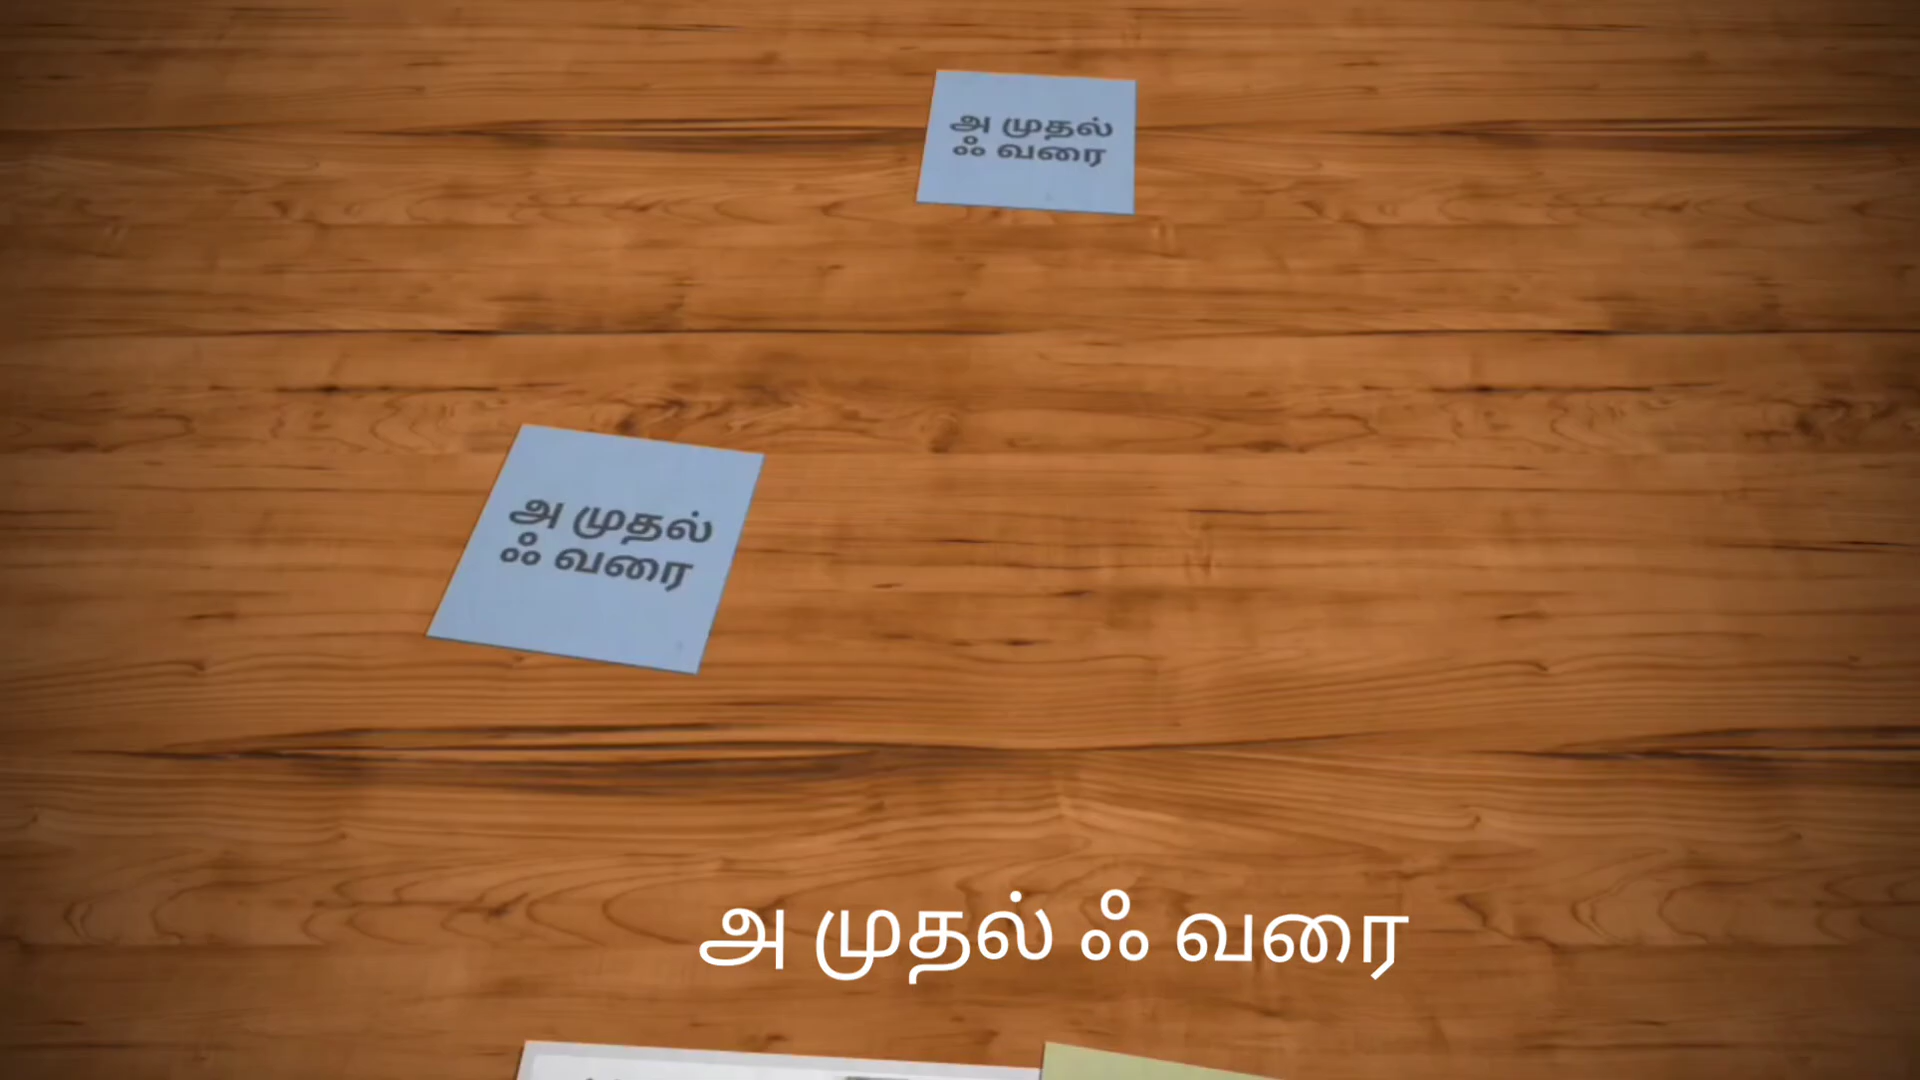 அ முதல்
ஃ வரை
அ முதல்
ஃ வரை
அ முதல் ஃ வரை